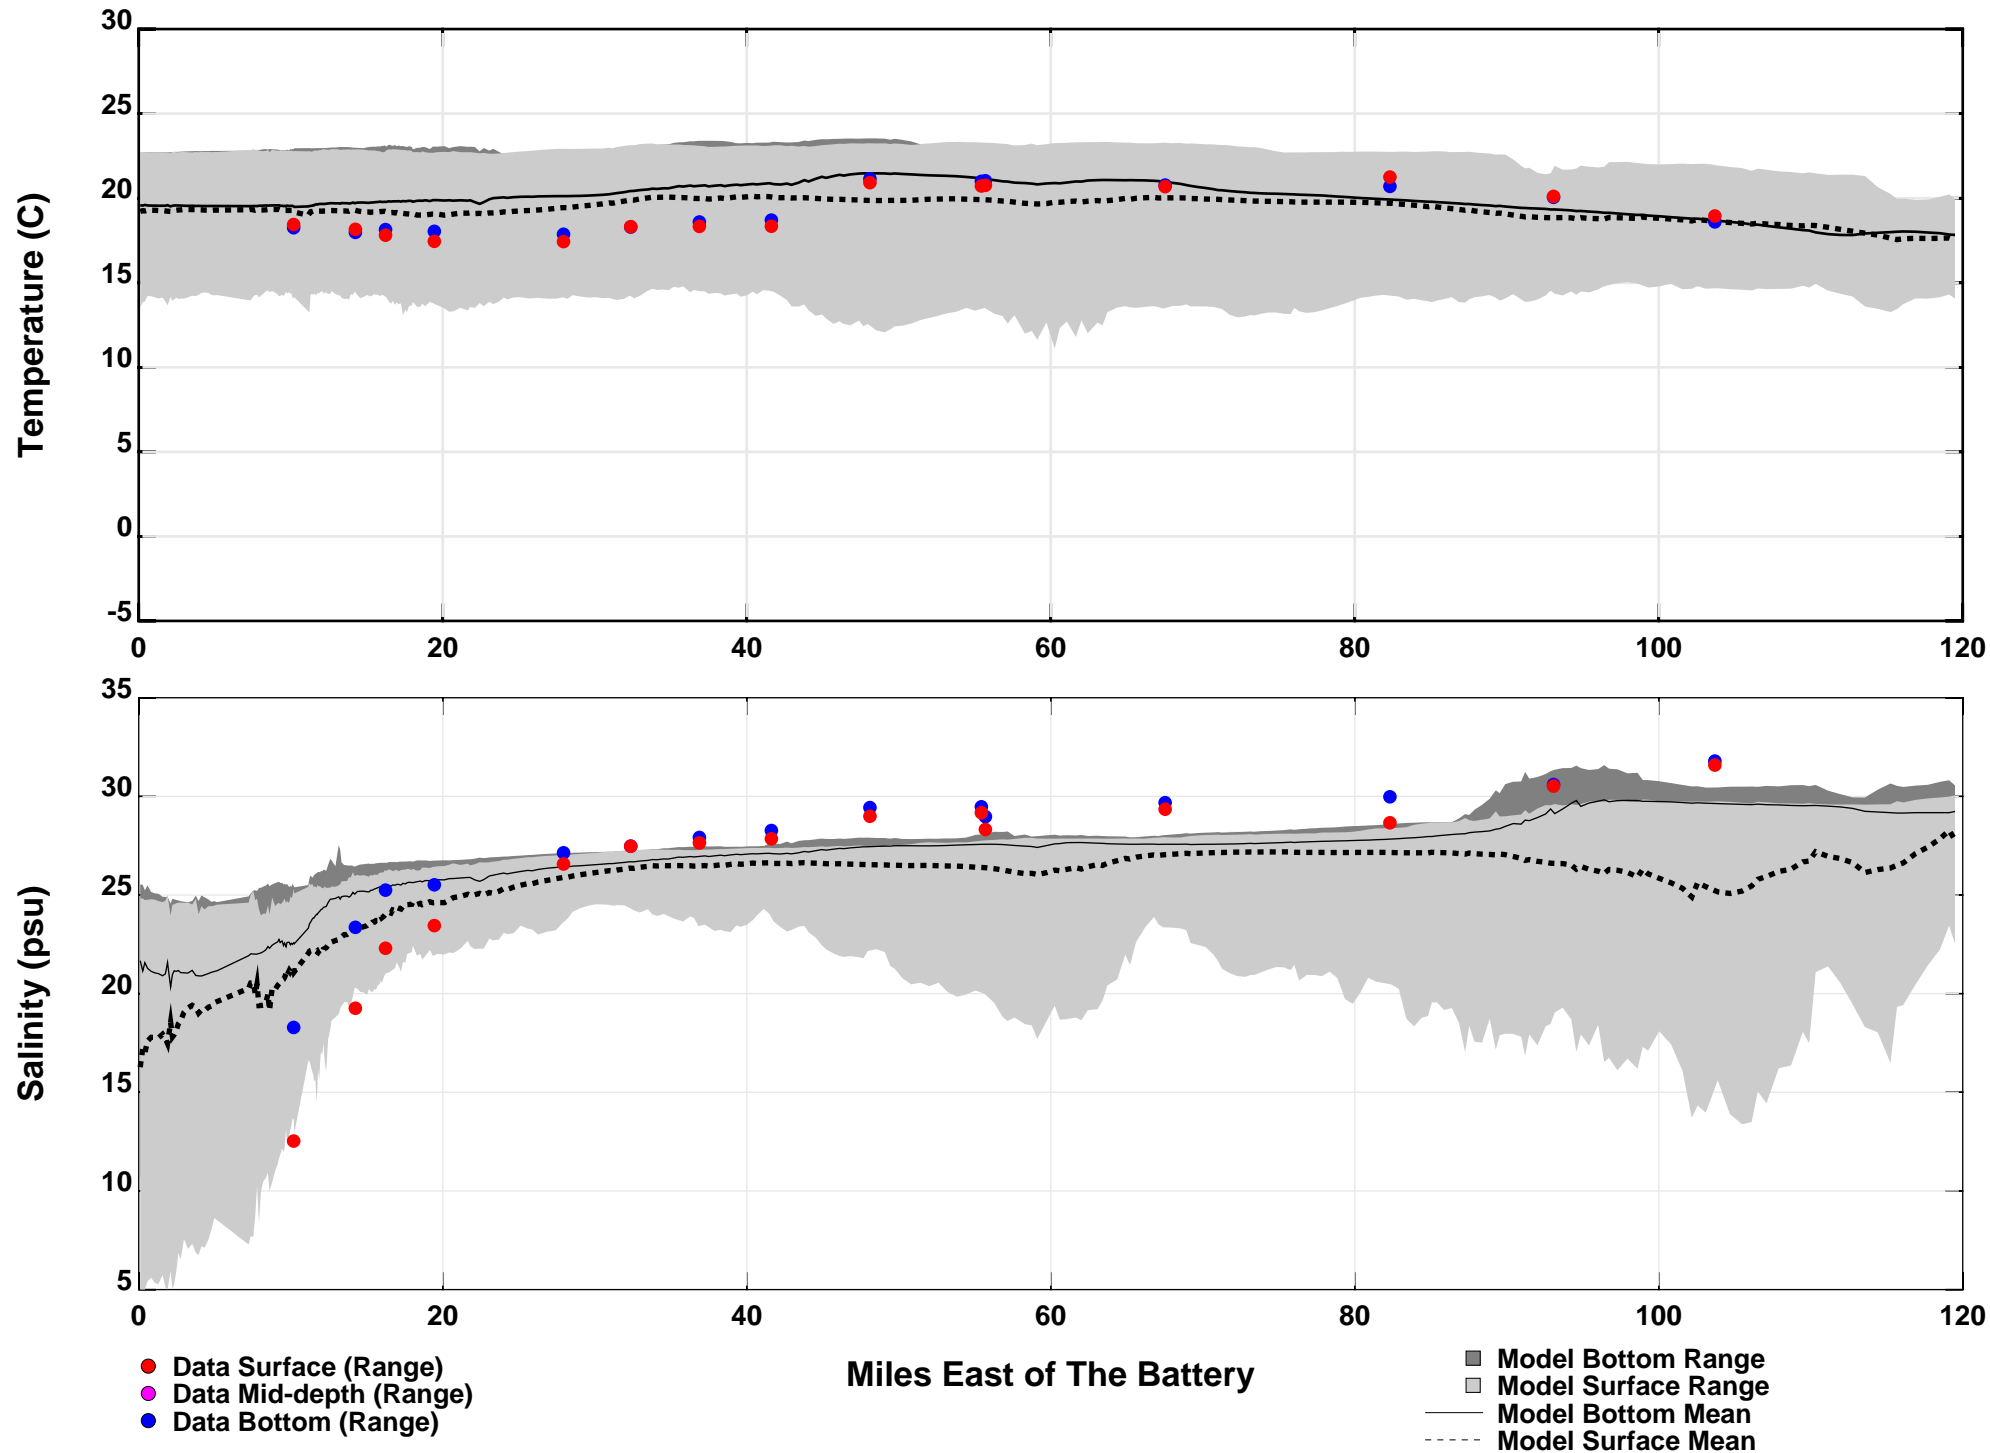 30
25
20
15
10
5
0
-5
Temperature (C)
0 20 40 60 80 100 120
35
30
25
20
15
10
5
Salinity (psu)
0 20 40 60 80 100 120
Miles East of The Battery
Data Surface (Range)
Data Mid-depth (Range)
Data Bottom (Range)
Model Bottom Range
Model Surface Range
Model Bottom Mean
Model Surface Mean